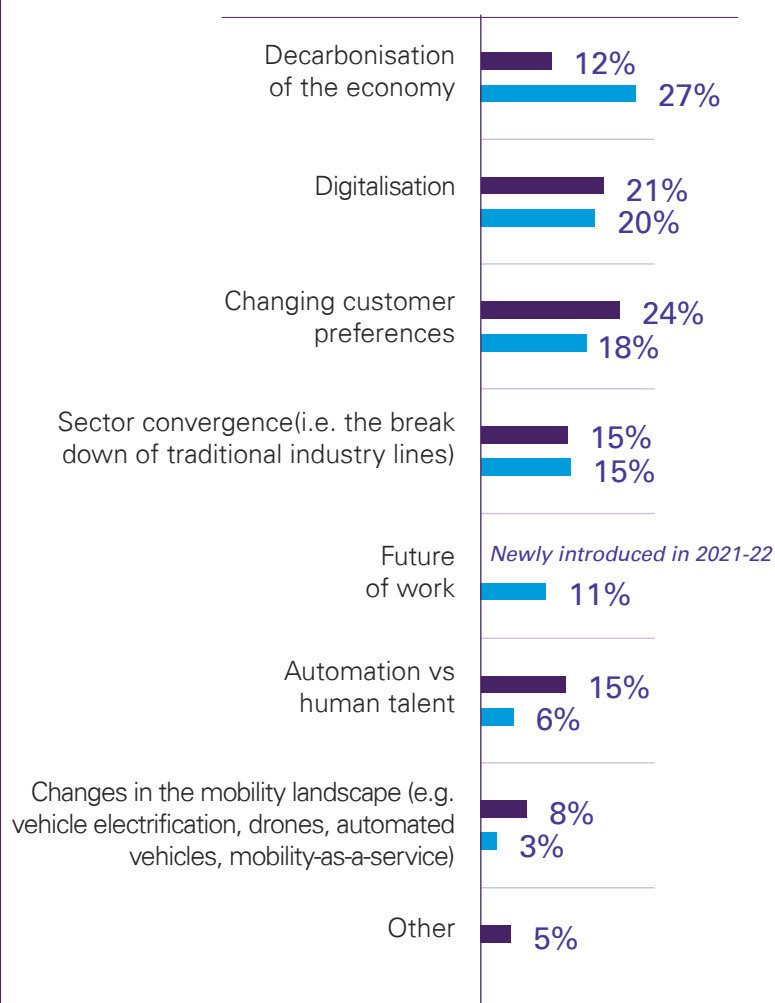 Decarbonisation
of the economy
12%
27%
Digitalisation
21%
20%
Changing customer
preferences
24%
18%
Sector convergence(i.e. the break
down of traditional industry lines)
15%
15%
Future
of work
Newly introduced in 2021-22
11%
Automation vs
human talent
15%
6%
Changes in the mobility landscape (e.g.
vehicle electrification, drones, automated
vehicles, mobility-as-a-service)
8%
3%
Other
5%